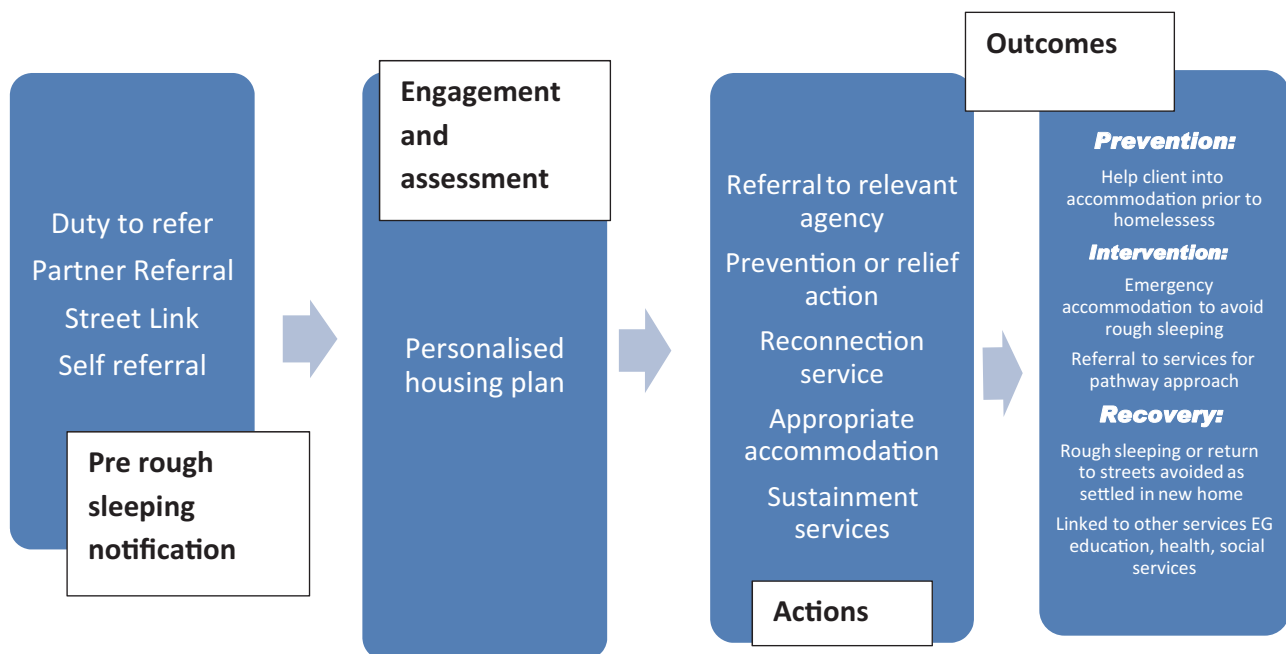 Duty to refer
Partner Referral
Street Link
Self referral
Pre rough
sleeping
notification
Engagement
and
assessment
Personalised
housing plan
Referral to relevant
agency
Prevention or relief
action
Reconnection
service
Appropriate
accommodation
Sustainment
services
Actions
Outcomes
Prevention:
Help client into
accommodation prior to
homelessess
Intervention:
Emergency
accommodation to avoid
rough sleeping
Referral to services for
pathway approach
Recovery:
Rough sleeping or return
to streets avoided as
settled in new home
Linked to other services EG
education, health, social
services